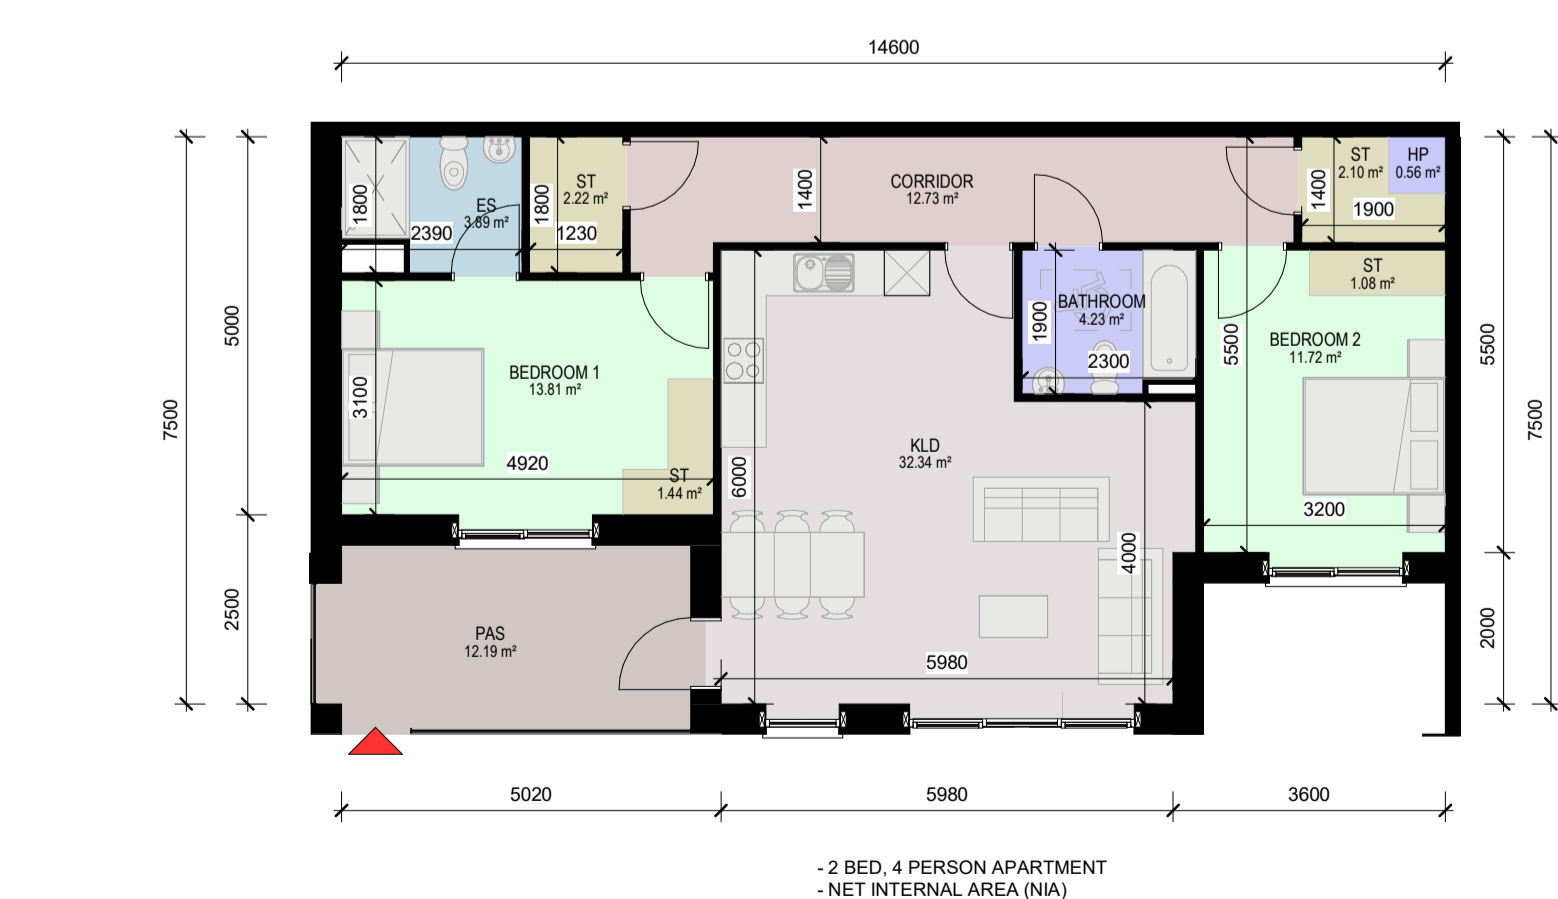 14600
1800
ES
3.89 m²
2390
1800
ST
2.22 m²
1230
1400
CORRIDOR
12.73 m²
1400
ST
2.10 m²
HP
0.56 m²
1900
5000
7500
2500
3100
BEDROOM 1
13.81 m²
4920
ST
1.44 m²
6000
KLD
32.34 m²
1900
BATHROOM
4.23 m²
2300
4000
5980
5500
ST
1.08 m²
BEDROOM 2
11.72 m²
3200
5500
7500
2000
PAS
12.19 m²
5020
5980
3600
- 2 BED, 4 PERSON APARTMENT
- NET INTERNAL AREA (NIA)